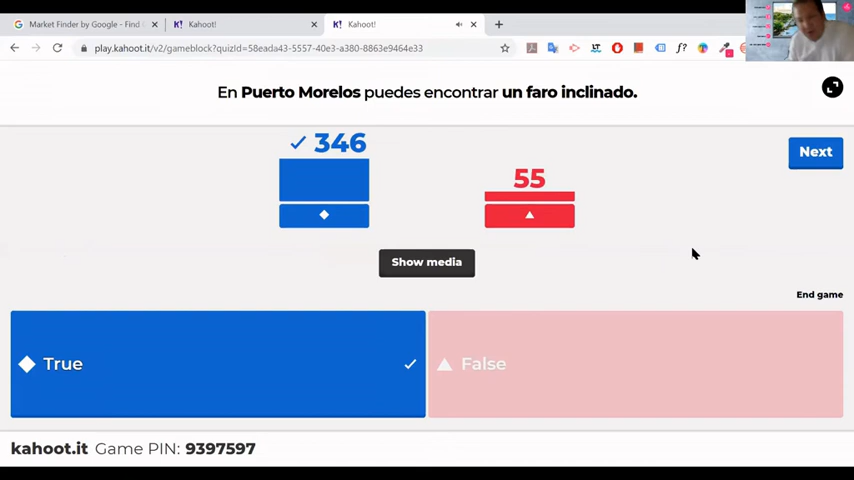 Market Finder by Google - Find
Kahoot!
Kahoot!
play.kahoot.it/v2/gameblock?quizId=58eada43-5557-40e3-a380-8863e9464e33
En Puerto Morelos puedes encontrar un faro inclinado.
346
55
Next
Show media
End game
True
False
kahoot.it Game PIN: 9397597